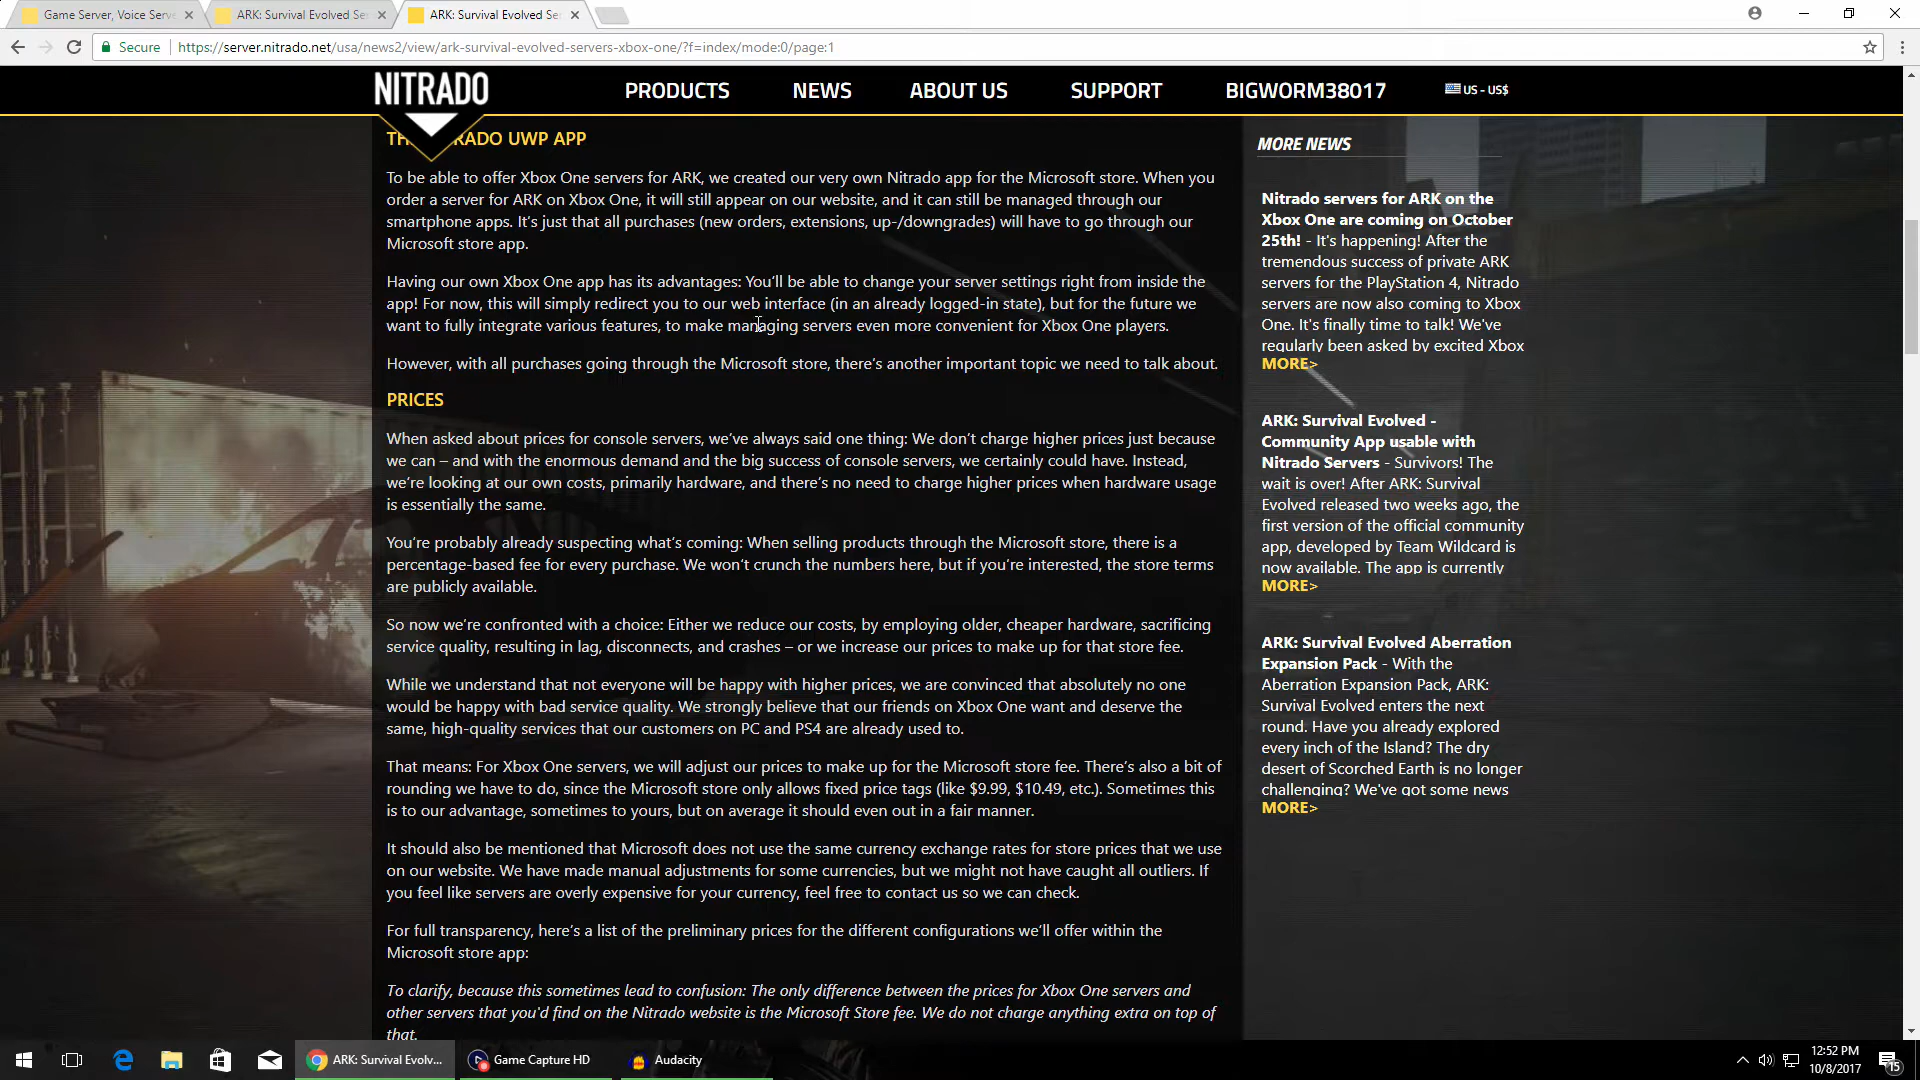 Game Server, Voice Serve
ARK: Survival Evolved Se
ARK: Survival Evolved Se
Secure
https://server.nitrado.net/usa/news2/view/ark-survival-evolved-servers-xbox-one/?f=index/mode:0/page:1
NITRADO
PRODUCTS
NEWS
ABOUT US
SUPPORT
BIGWORM38017
US - US$
RADO UWP APP
To be able to offer Xbox One servers for ARK, we created our very own Nitrado app for the Microsoft store. When you
order a server for ARK on Xbox One, it will still appear on our website, and it can still be managed through our
smartphone apps. It's just that all purchases (new orders, extensions, up-/downgrades) will have to go through our
Microsoft store app.
Having our own Xbox One app has its advantages: You'll be able to change your server settings right from inside the
app! For now, this will simply redirect you to our web interface (in an already logged-in state), but for the future we
want to fully integrate various features, to make managing servers even more convenient for Xbox One players.
However, with all purchases going through the Microsoft store, there's another important topic we need to talk about.
PRICES
When asked about prices for console servers, we've always said one thing: We don't charge higher prices just because
we can – and with the enormous demand and the big success of console servers, we certainly could have. Instead,
we're looking at our own costs, primarily hardware, and there's no need to charge higher prices when hardware usage
is essentially the same.
You're probably already suspecting what's coming: When selling products through the Microsoft store, there is a
percentage-based fee for every purchase. We won't crunch the numbers here, but if you're interested, the store terms
are publicly available.
So now we're confronted with a choice: Either we reduce our costs, by employing older, cheaper hardware, sacrificing
service quality, resulting in lag, disconnects, and crashes – or we increase our prices to make up for that store fee.
While we understand that not everyone will be happy with higher prices, we are convinced that absolutely no one
would be happy with bad service quality. We strongly believe that our friends on Xbox One want and deserve the
same, high-quality services that our customers on PC and PS4 are already used to.
That means: For Xbox One servers, we will adjust our prices to make up for the Microsoft store fee. There's also a bit of
rounding we have to do, since the Microsoft store only allows fixed price tags (like $9.99, $10.49, etc.). Sometimes this
is to our advantage, sometimes to yours, but on average it should even out in a fair manner.
It should also be mentioned that Microsoft does not use the same currency exchange rates for store prices that we use
on our website. We have made manual adjustments for some currencies, but we might not have caught all outliers. If
you feel like servers are overly expensive for your currency, feel free to contact us so we can check.
For full transparency, here's a list of the preliminary prices for the different configurations we'll offer within the
Microsoft store app:
To clarify, because this sometimes lead to confusion: The only difference between the prices for Xbox One servers and
other servers that you'd find on the Nitrado website is the Microsoft Store fee. We do not charge anything extra on top of
that.
MORE NEWS
Nitrado servers for ARK on the
Xbox One are coming on October
25th! - It's happening! After the
tremendous success of private ARK
servers for the PlayStation 4, Nitrado
servers are now also coming to Xbox
One. It's finally time to talk! We've
regularly been asked by excited Xbox
MORE>
ARK: Survival Evolved -
Community App usable with
Nitrado Servers - Survivors! The
wait is over! After ARK: Survival
Evolved released two weeks ago, the
first version of the official community
app, developed by Team Wildcard is
now available. The app is currently
MORE>
ARK: Survival Evolved Aberration
Expansion Pack - With the
Aberration Expansion Pack, ARK:
Survival Evolved enters the next
round. Have you already explored
every inch of the Island? The dry
desert of Scorched Earth is no longer
challenging? We've got some news
MORE>
ARK: Survival Evolv...
Game Capture HD
Audacity
12:52 PM
10/8/2017
15